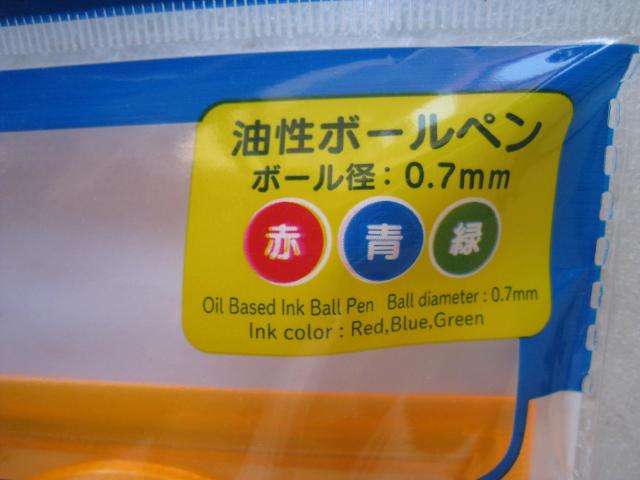 油性ボールペン
ボール径：0.7mm
赤 青 緑
Oil Based Ink Ball Pen Ball diameter : 0.7mm
Ink color : Red,Blue,Green